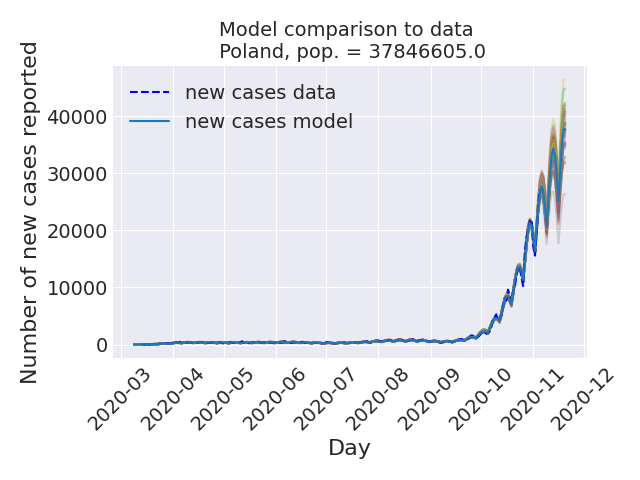 Model comparison to data
Poland, pop. = 37846605.0
Number of new cases reported
40000
30000
20000
10000
0
new cases data
new cases model
2020-03
2020-04
2020-05
2020-06
2020-07
2020-08
2020-09
2020-10
2020-11
2020-12
Day